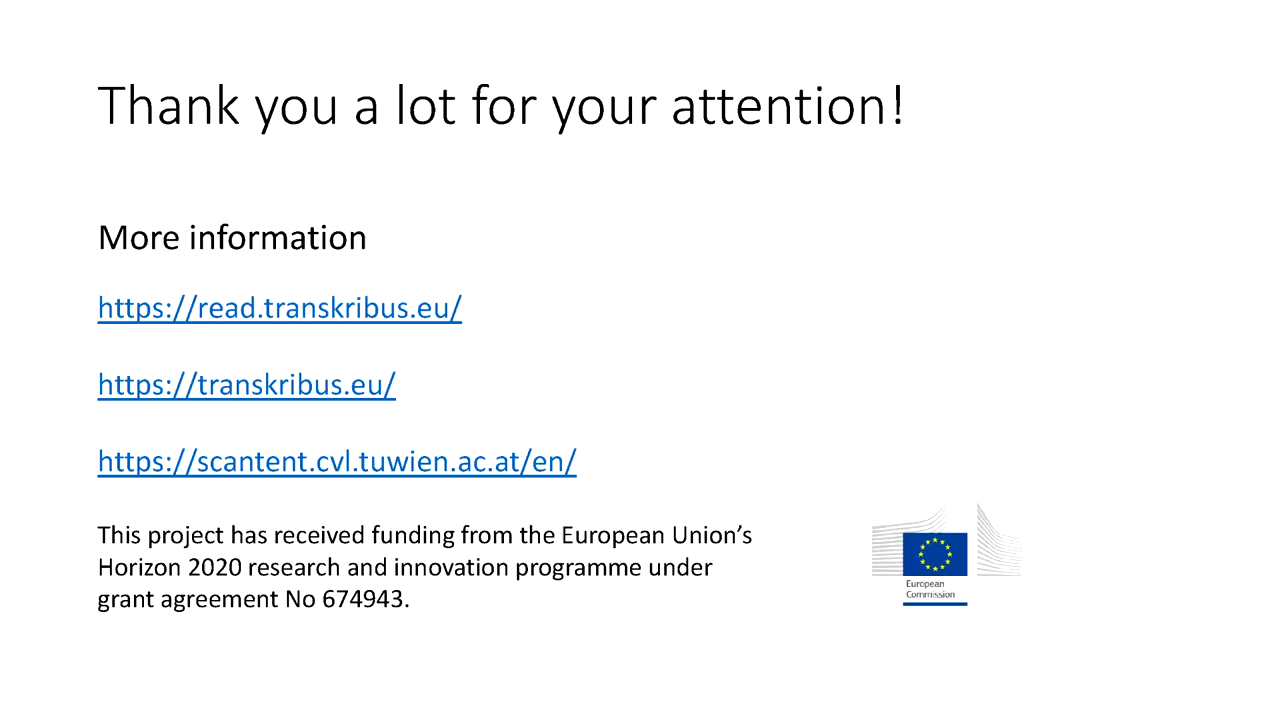 Thank you a lot for your attention!
More information
https://read.transkribus.eu/
https://transkribus.eu/
https://scantent.cvl.tuwien.ac.at/en/
This project has received funding from the European Union’s
Horizon 2020 research and innovation programme under
grant agreement No 674943.
European
Commission